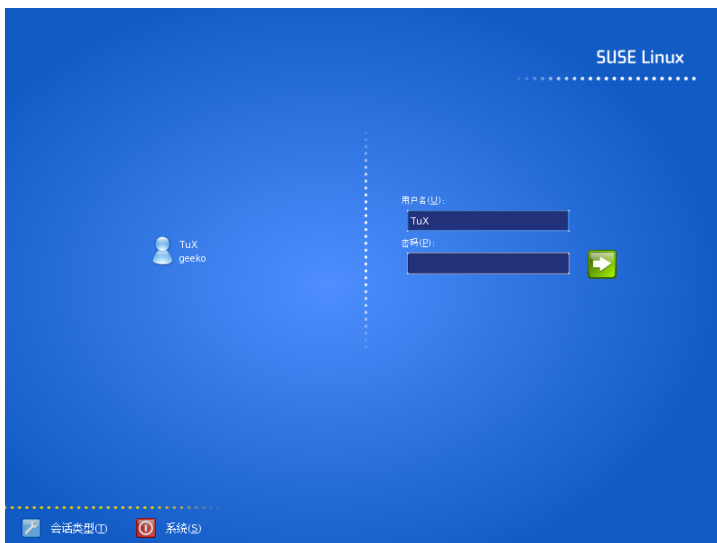 SUSE Linux
用户名(U):
TuX
密码(P):
TuX
geeko
会话类型(T)
系统(S)